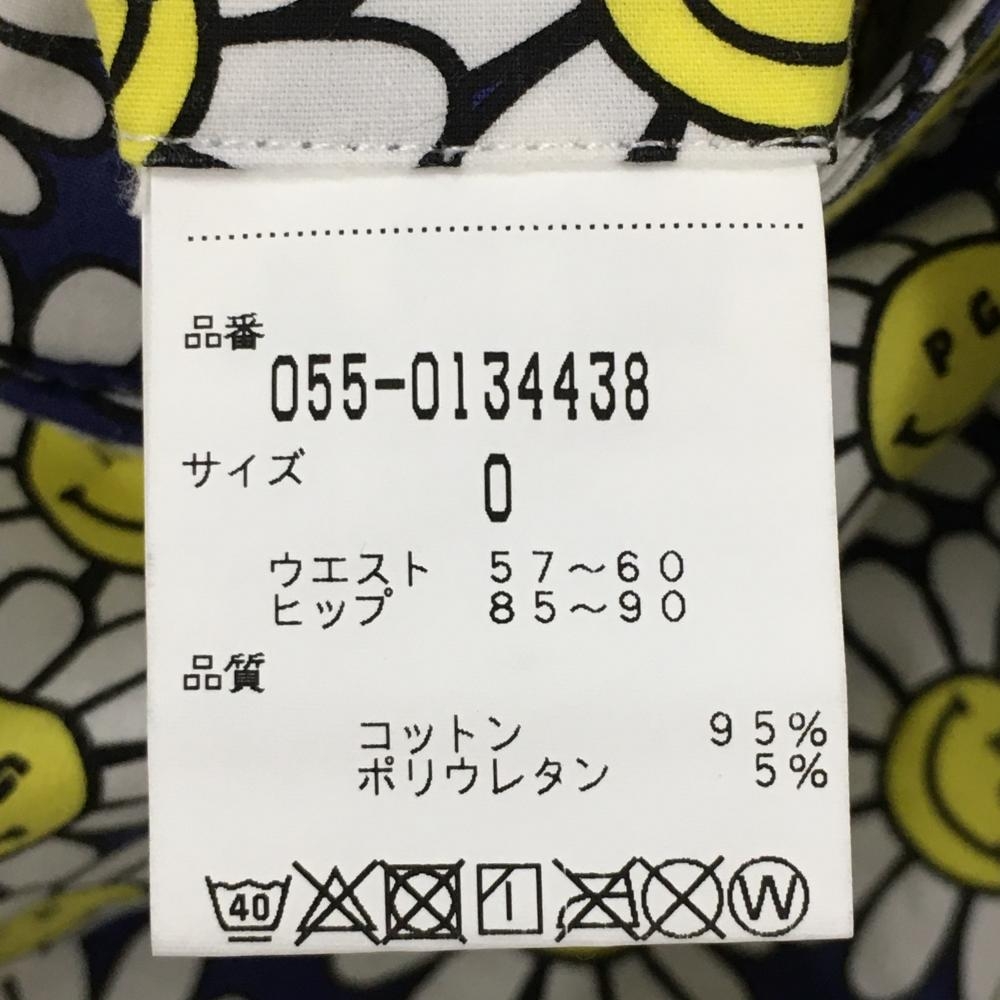 P G
品番
055-0134438
サイズ 0
ウエスト 57～60
ヒップ 85～90
品質
コットン 95%
ポリウレタン 5%
G
40
W